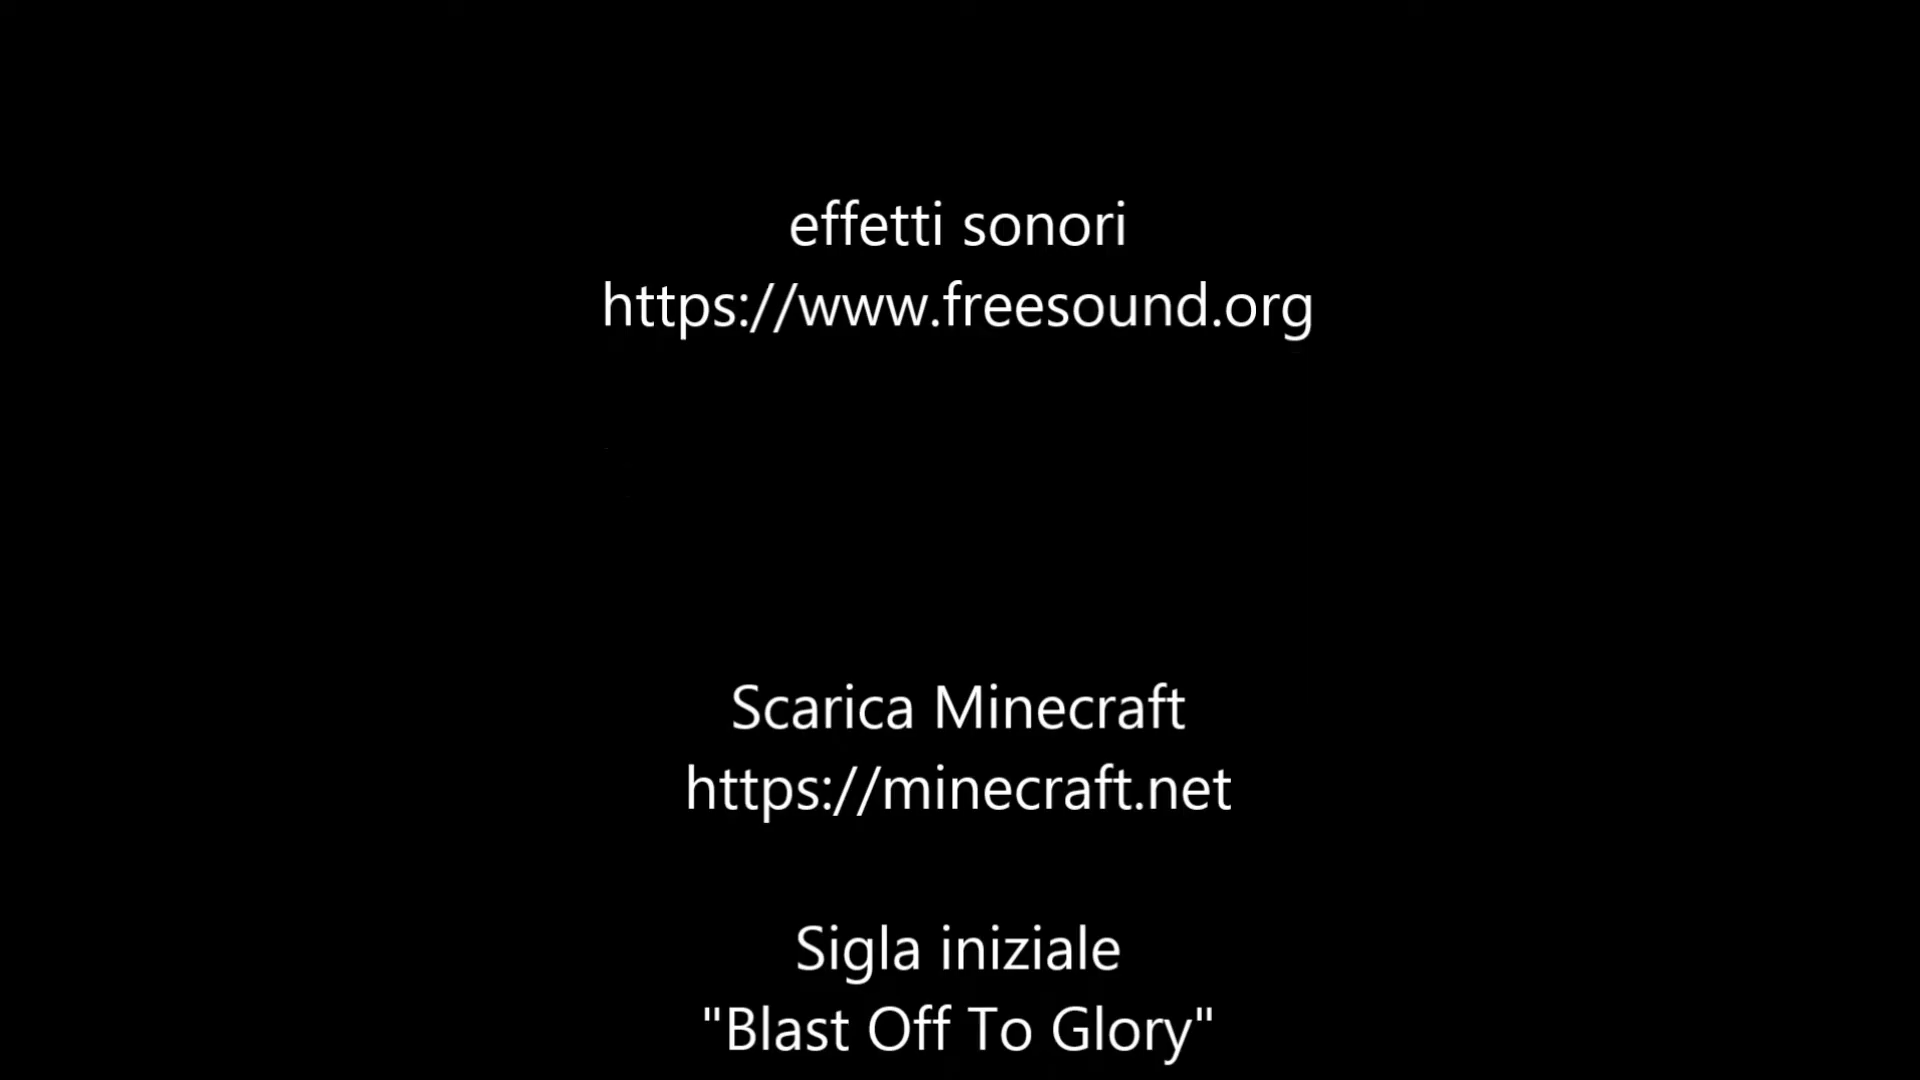 effetti sonori
https://www.freesound.org
Scarica Minecraft
https://minecraft.net
Sigla iniziale
"Blast Off To Glory"